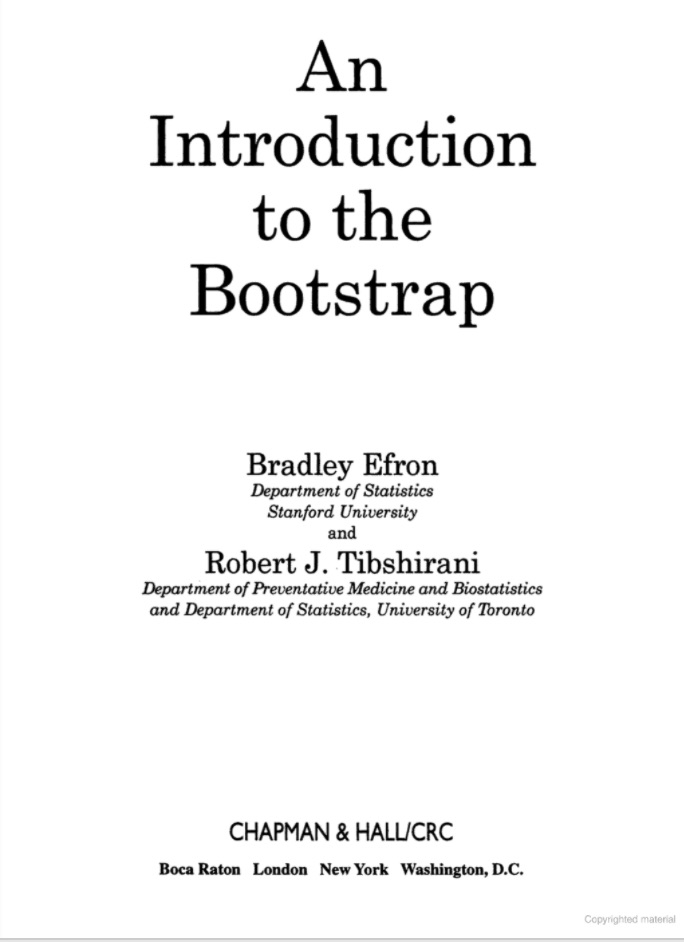 An
Introduction
to the
Bootstrap
Bradley Efron
Department of Statistics
Stanford University
and
Robert J. Tibshirani
Department of Preventative Medicine and Biostatistics
and Department of Statistics, University of Toronto
CHAPMAN & HALL/CRC
Boca Raton London New York Washington, D.C.
Copyrighted material